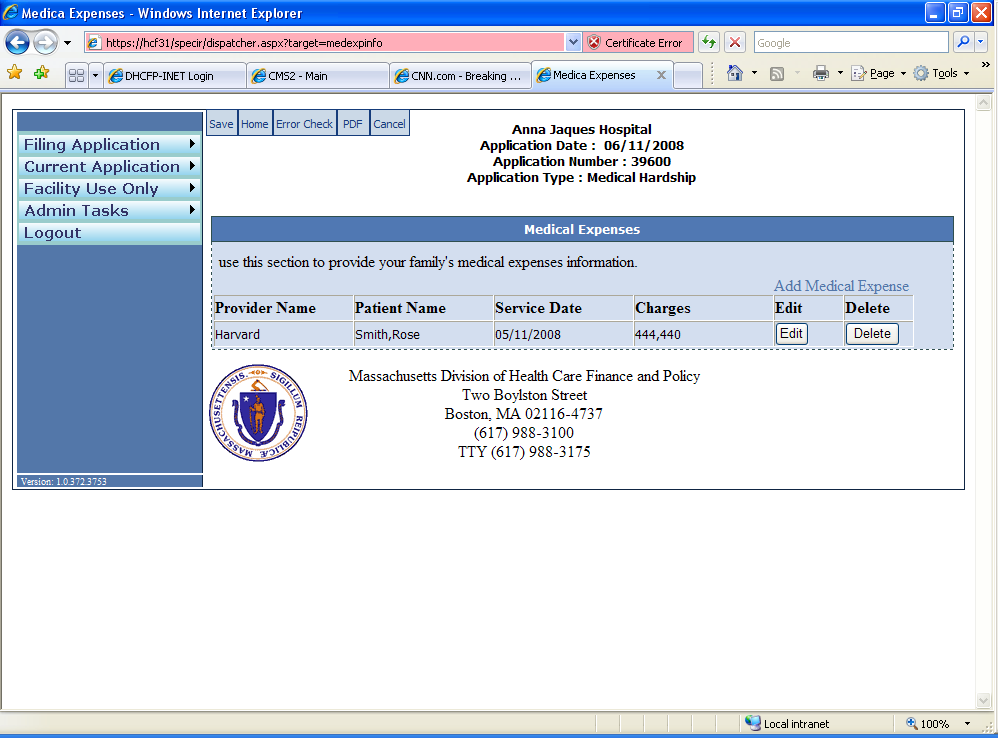 Medica Expenses - Windows Internet Explorer
https://hcf31/specir/dispatcher.aspx?target=medexpinfo
Certificate Error
Google
DHCFP-INET Login
CMS2 - Main
CNN.com - Breaking ...
Medica Expenses
Page
Tools
Save Home Error Check PDF Cancel
Filing Application
Current Application
Facility Use Only
Admin Tasks
Logout
Version: 1.0.372.3753
Anna Jaques Hospital
Application Date : 06/11/2008
Application Number : 39600
Application Type : Medical Hardship
Medical Expenses
use this section to provide your family's medical expenses information.
Add Medical Expense
Provider Name Patient Name Service Date Charges Edit Delete
Harvard Smith,Rose 05/11/2008 444,440 Edit Delete
Massachusetts Division of Health Care Finance and Policy
Two Boylston Street
Boston, MA 02116-4737
(617) 988-3100
TTY (617) 988-3175
Local intranet
100%